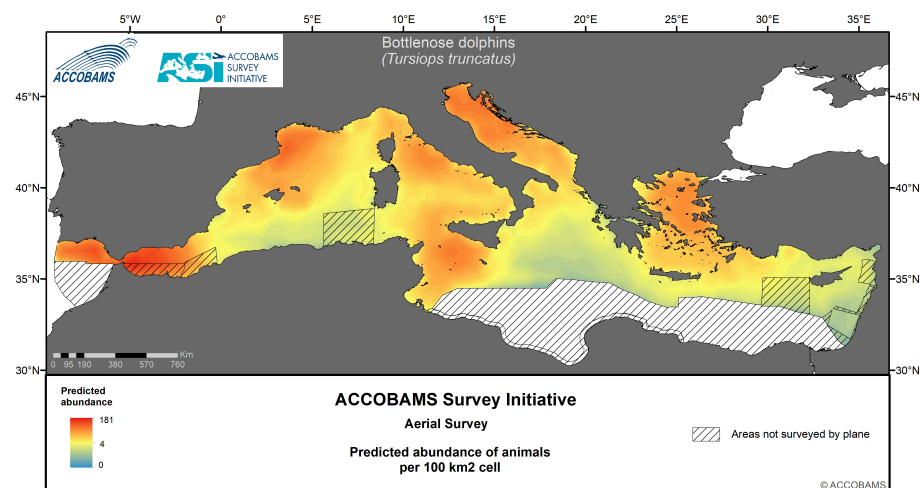 5°W 0° 5°E 10°E 15°E 20°E 25°E 30°E 35°E
Bottlenose dolphins
(Tursiops truncatus)
ACCOBAMS
ASI
ACCOBAMS
SURVEY
INITIATIVE
45°N 45°N
40°N 40°N
35°N 35°N
30°N 30°N
Km
0 95 190 380 570 760
Predicted
abundance
181
4
0
ACCOBAMS Survey Initiative
Aerial Survey
Predicted abundance of animals
per 100 km2 cell
Areas not surveyed by plane
© ACCOBAMS